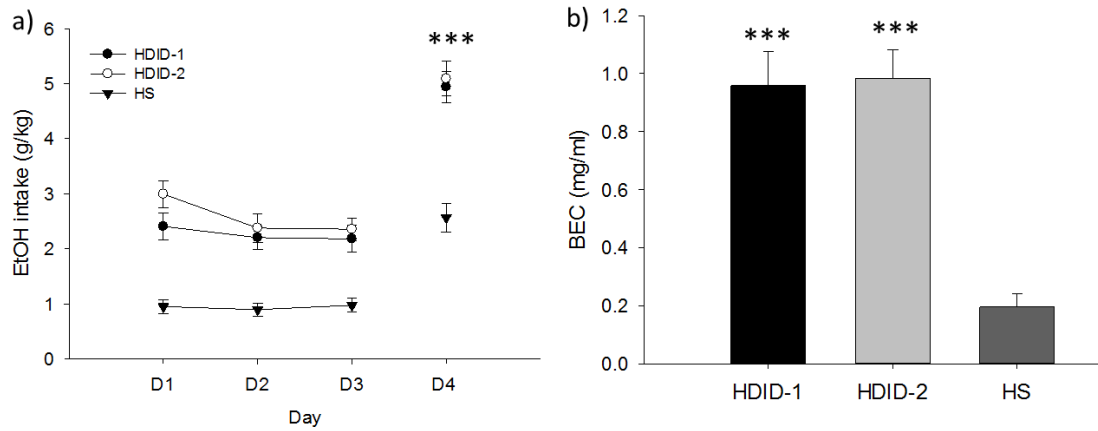 a)
HDID-1
HDID-2
HS
***
EtOH intake (g/kg)
6
5
4
3
2
1
0
D1 D2 D3 D4
Day
b)
*** ***
BEC (mg/ml)
1.2
1.0
0.8
0.6
0.4
0.2
0.0
HDID-1 HDID-2 HS